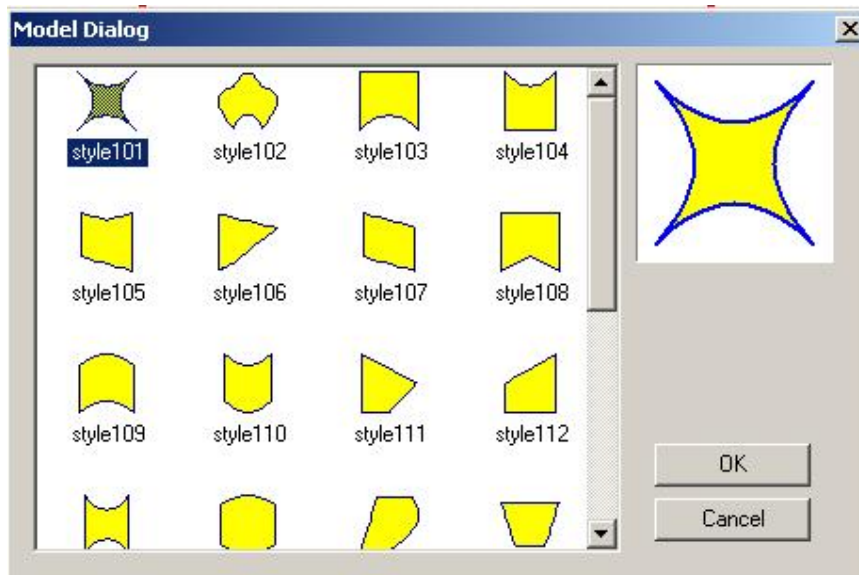 Model Dialog
style101 style102 style103 style104
style105 style106 style107 style108
style109 style110 style111 style112
OK
Cancel